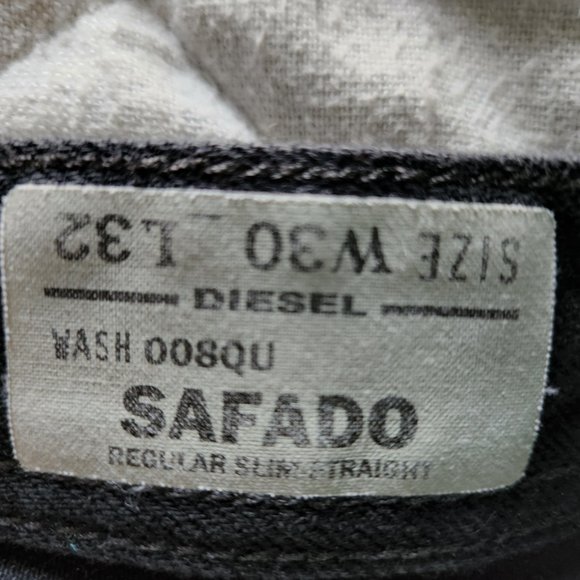 SIZE W30 L32
DIESEL
WASH 008QU
SAFADO
REGULAR SLIM-STRAIGHT